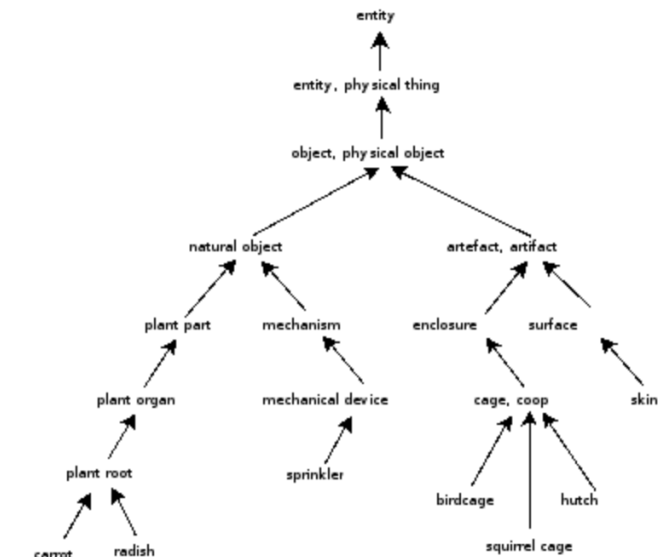 entity
entity, physical thing
object, physical object
natural object
artefact, artifact
plant part
mechanism
enclosure
surface
plant organ
mechanical device
cage, coop
skin
plant root
sprinkler
birdcage
hutch
carrot
radish
squirrel cage